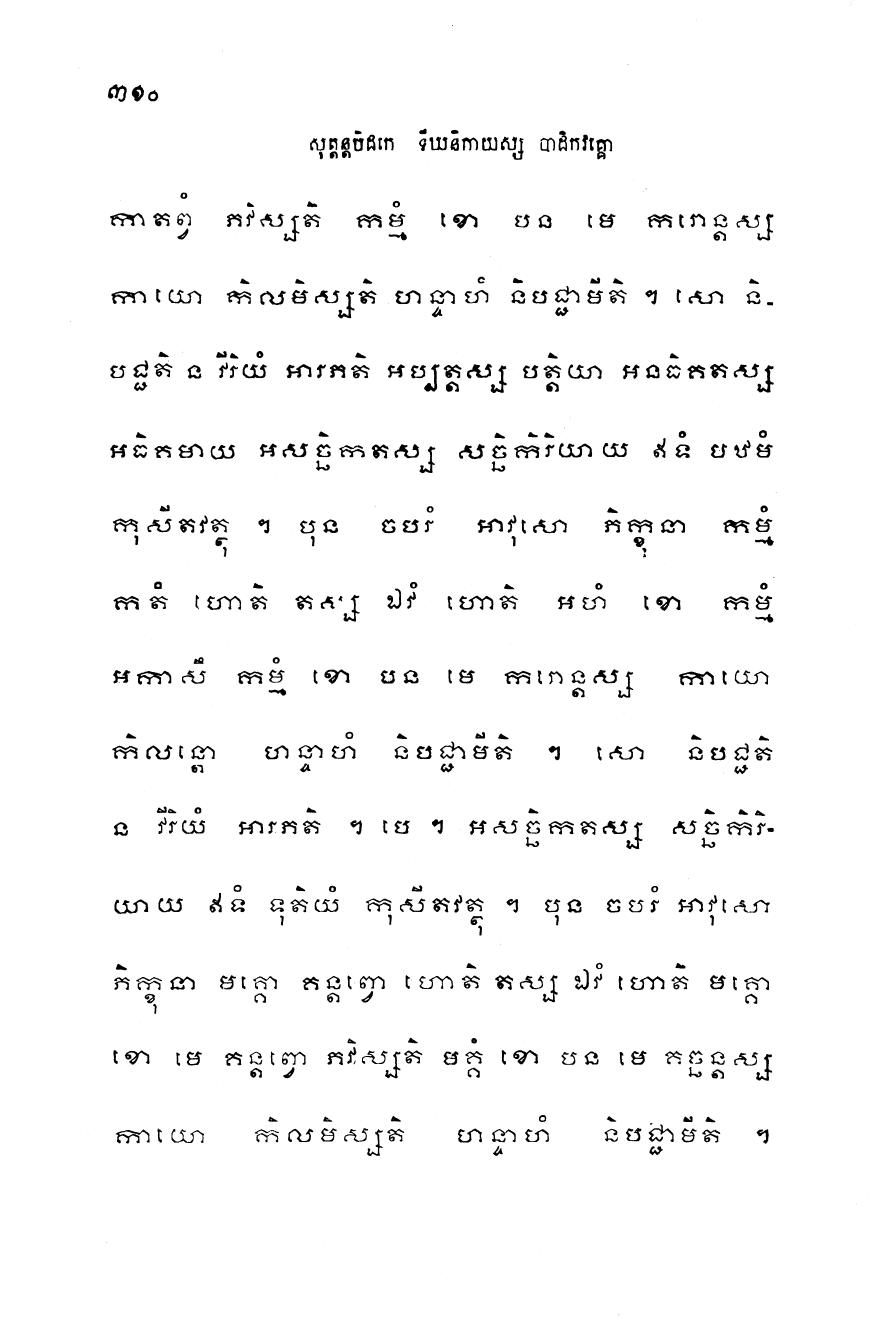 ៣១០
សុត្តន្តបិដកេ ទីឃនិកាយស្ស បាដិកវគ្គោ
កាតព្វំ ភវិស្សតិ កម្មំ ខោ បន មេ ករោន្តស្ស
កាយោ កិលមិស្សតិ ហន្ទាហំ និបជ្ជាមីតិ ។ សោ និ-
បជ្ជតិ ន វីរិយំ អារភតិ អប្បត្តស្ស បត្តិយា អនធិគតស្ស
អធិគមាយ អសច្ឆិកតស្ស សច្ឆិកិរិយាយ ឥទំ បឋមំ
កុសីតវត្ថុ ។ បុន ចបរំ អាវុសោ ភិក្ខុនា កម្មំ
កតំ ហោតិ តស្ស ឯវំ ហោតិ អហំ ខោ កម្មំ
អកាសឹ កម្មំ ខោ បន មេ ករោន្តស្ស កាយោ
កិលន្តោ ហន្ទាហំ និបជ្ជាមីតិ ។ សោ និបជ្ជតិ
ន វីរិយំ អារភតិ ។ បេ ។ អសច្ឆិកតស្ស សច្ឆិកិរិ-
យាយ ឥទំ ទុតិយំ កុសីតវត្ថុ ។ បុន ចបរំ អាវុសោ
ភិក្ខុនា មគ្គោ គន្តព្វោ ហោតិ តស្ស ឯវំ ហោតិ មគ្គោ
ខោ មេ គន្តព្វោ ភវិស្សតិ មគ្គំ ខោ បន មេ គច្ឆន្តស្ស
កាយោ កិលមិស្សតិ ហន្ទាហំ និបជ្ជាមីតិ ។